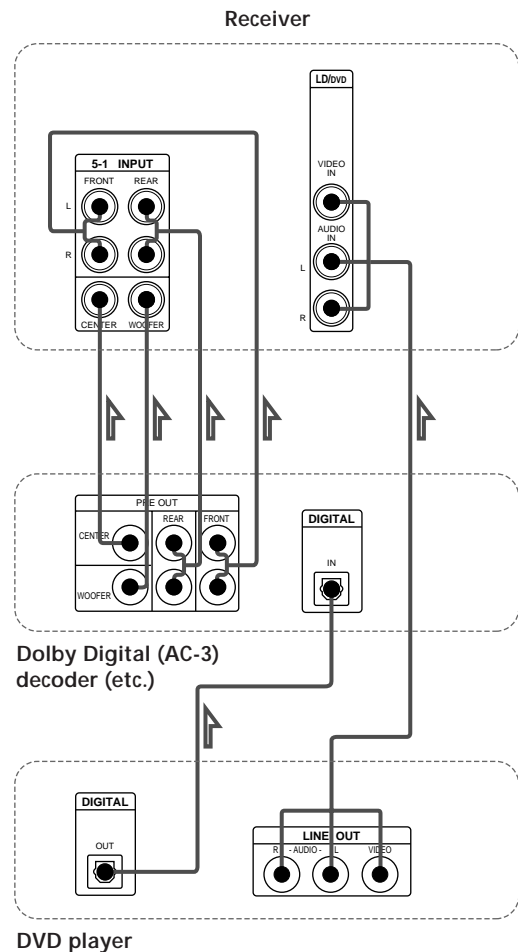 Receiver
LD/DVD
5-1 INPUT
FRONT REAR
VIDEO
IN
L
AUDIO
IN
R
L
CENTER WOOFER
R
PRE OUT
REAR FRONT
CENTER
DIGITAL
IN
WOOFER
Dolby Digital (AC-3)
decoder (etc.)
DIGITAL
OUT
LINE OUT
R - AUDIO - L VIDEO
DVD player